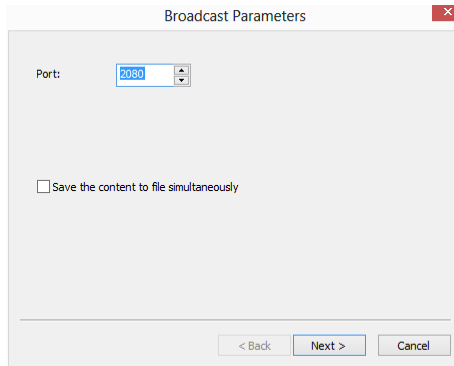 Broadcast Parameters
Port: 2080
Save the content to file simultaneously
< Back Next > Cancel